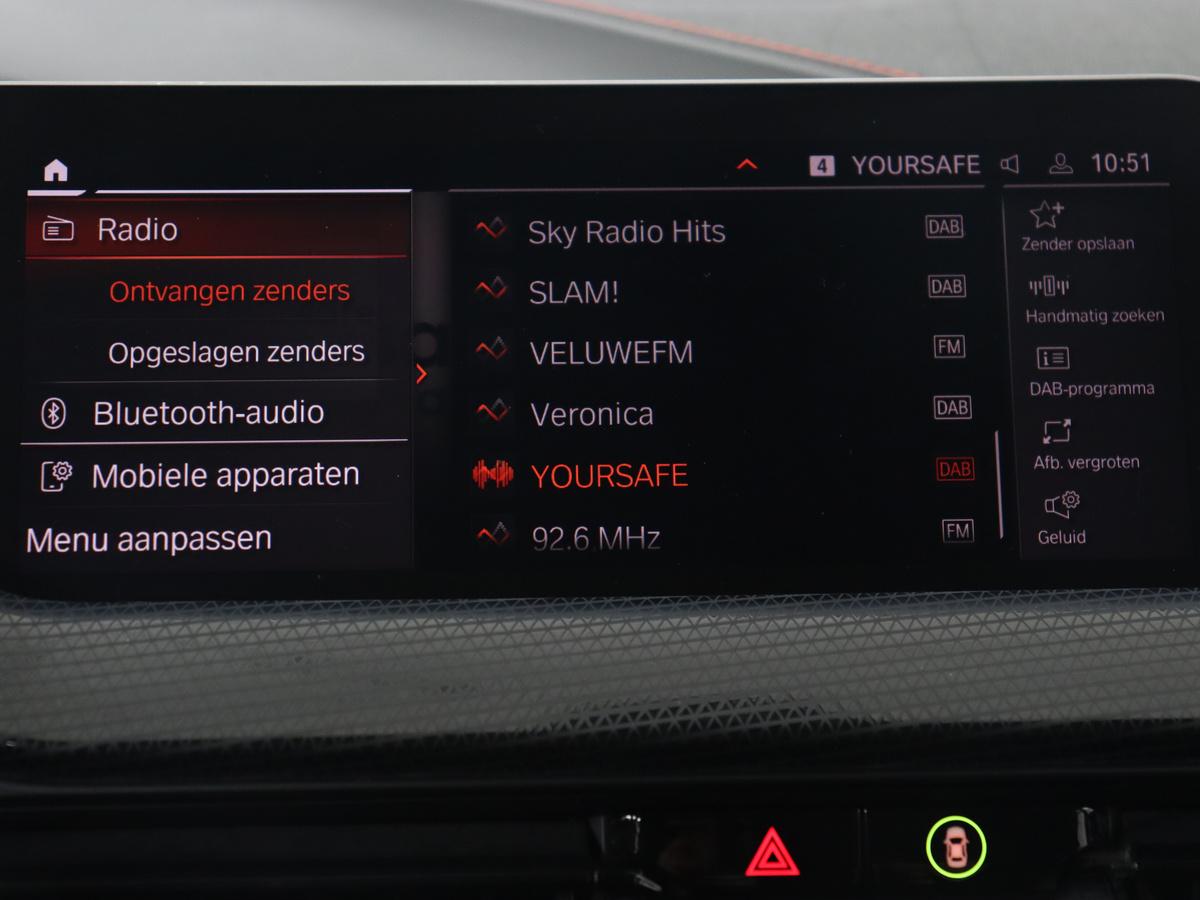 4 YOURSAFE 10:51
Radio
Ontvangen zenders
Opgeslagen zenders
Bluetooth-audio
Mobiele apparaten
Menu aanpassen
Sky Radio Hits DAB
SLAM! DAB
VELUWEFM FM
Veronica DAB
YOURSAFE DAB
92.6 MHz FM
Zender opslaan
Handmatig zoeken
DAB-programma
Afb. vergroten
Geluid